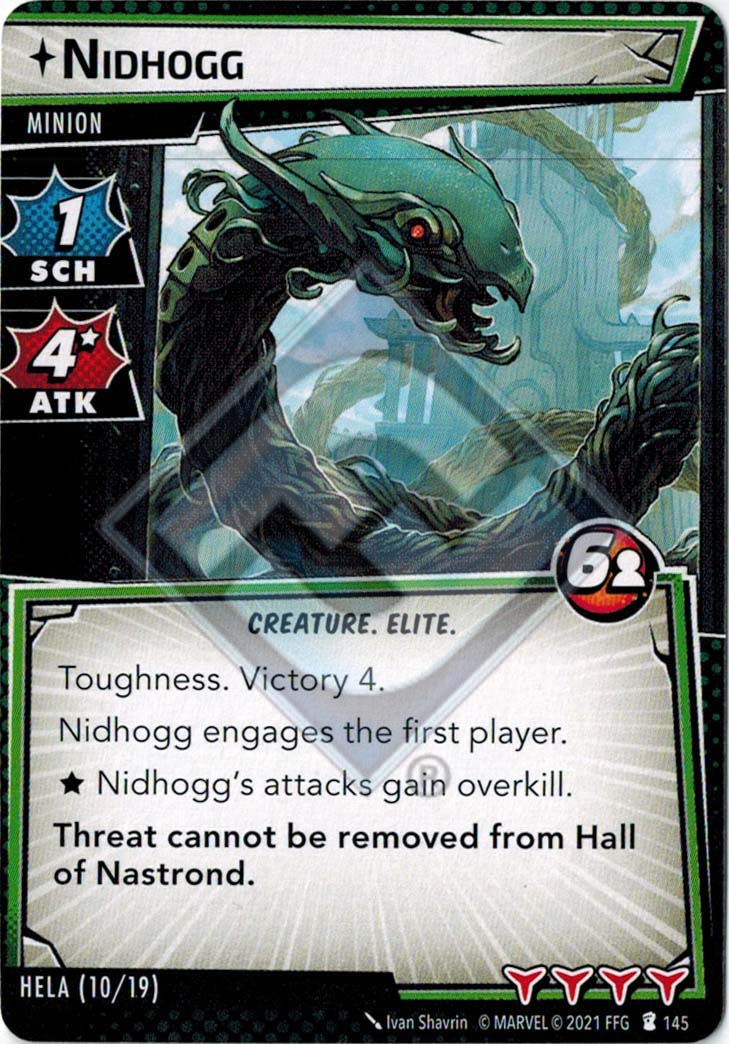 NIDHOGG
MINION
1
SCH
4★
ATK
6
CREATURE. ELITE.
Toughness. Victory 4.
Nidhogg engages the first player.
★ Nidhogg's attacks gain overkill.
Threat cannot be removed from Hall
of Nastrond.
®
HELA (10/19)
Ivan Shavrin © MARVEL © 2021 FFG 145